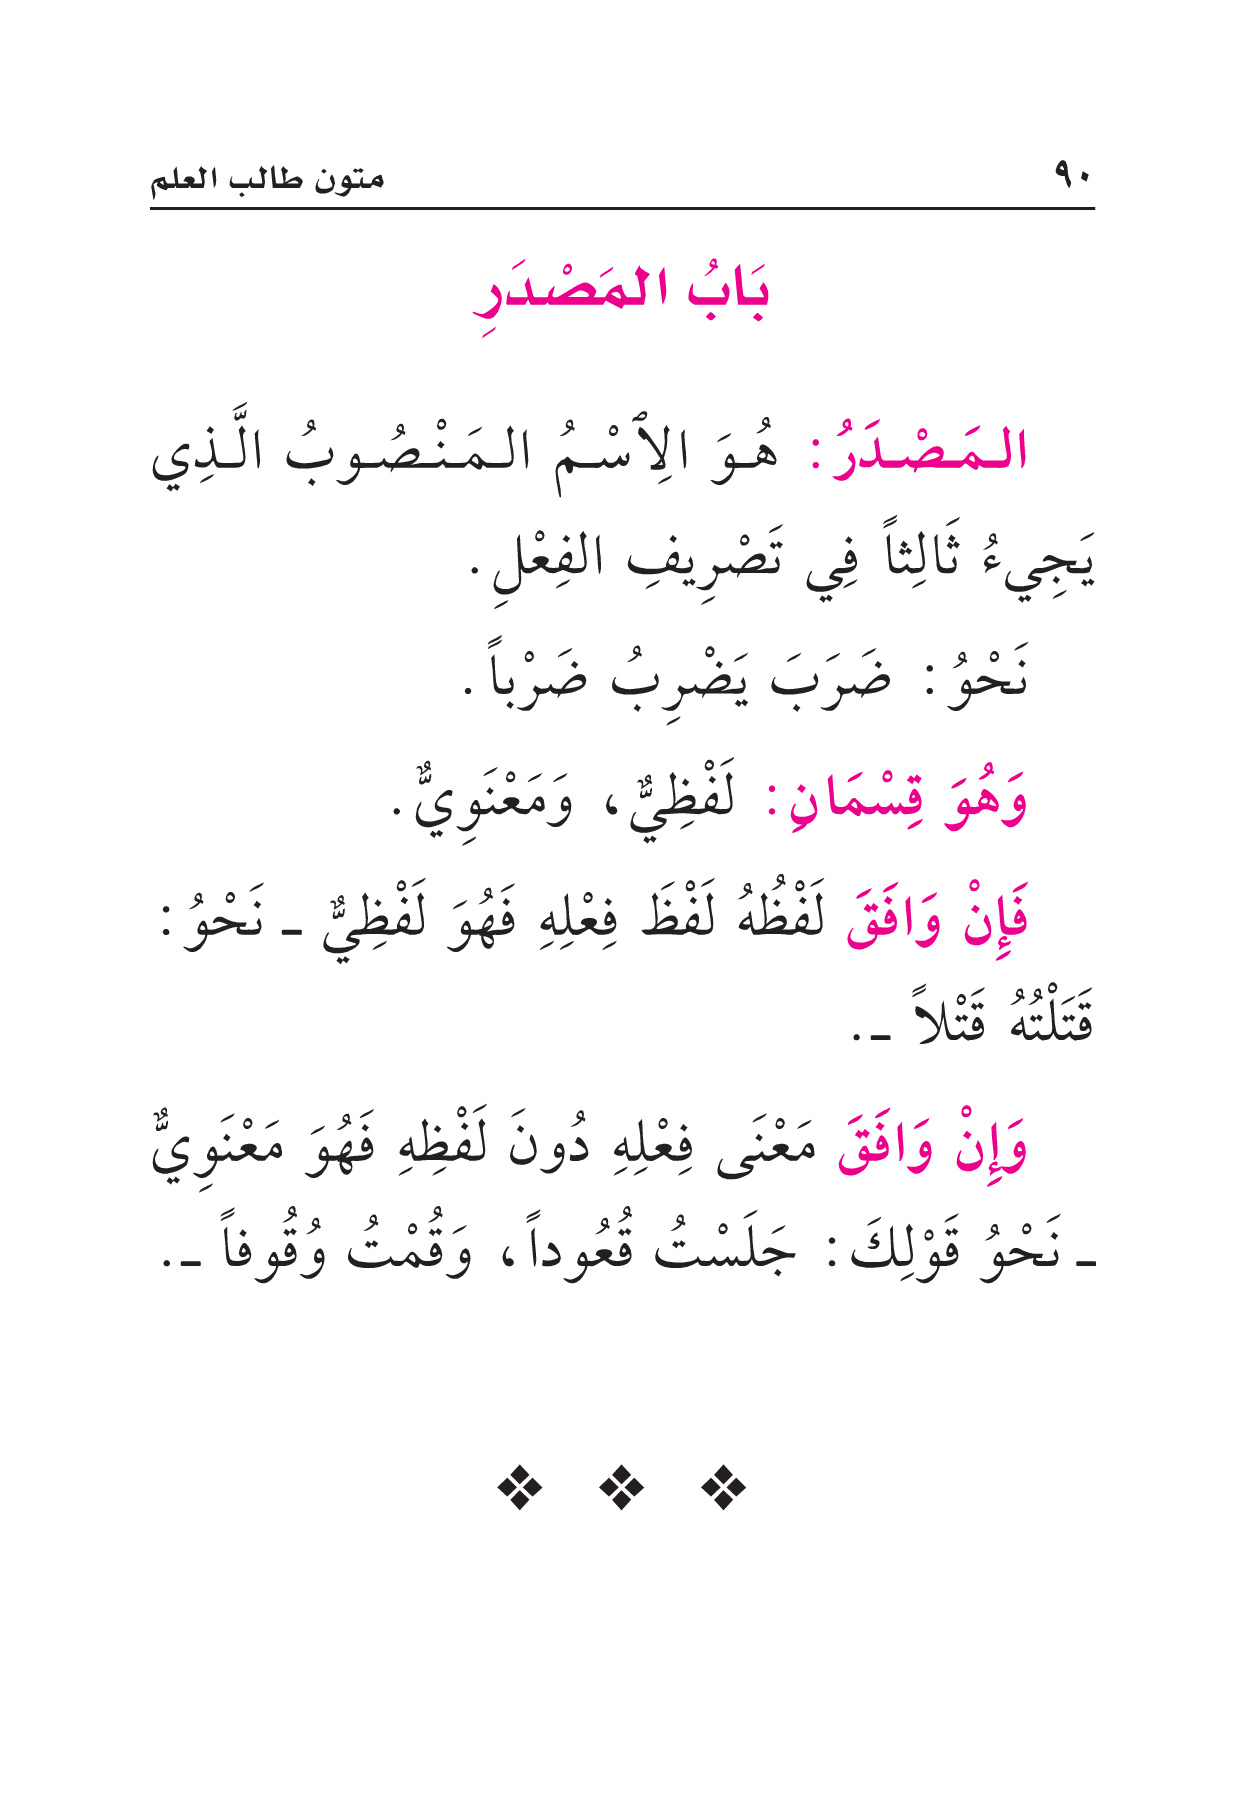 ٩٠
متون طالب العلم
بَابُ المَصْدَرِ
المَصْدَرُ: هُوَ الِٱسْمُ المَنْصُوبُ الَّذِي
يَجِيءُ ثَالِثاً فِي تَصْرِيفِ الفِعْلِ.
نَحْوُ: ضَرَبَ يَضْرِبُ ضَرْباً.
وَهُوَ قِسْمَانِ: لَفْظِيٌّ، وَمَعْنَوِيٌّ.
فَإِنْ وَافَقَ لَفْظُهُ لَفْظَ فِعْلِهِ فَهُوَ لَفْظِيٌّ ـ نَحْوُ:
قَتَلْتُهُ قَتْلاً ـ.
وَإِنْ وَافَقَ مَعْنَى فِعْلِهِ دُونَ لَفْظِهِ فَهُوَ مَعْنَوِيٌّ
ـ نَحْوُ قَوْلِكَ: جَلَسْتُ قُعُوداً، وَقُمْتُ وُقُوفاً ـ.